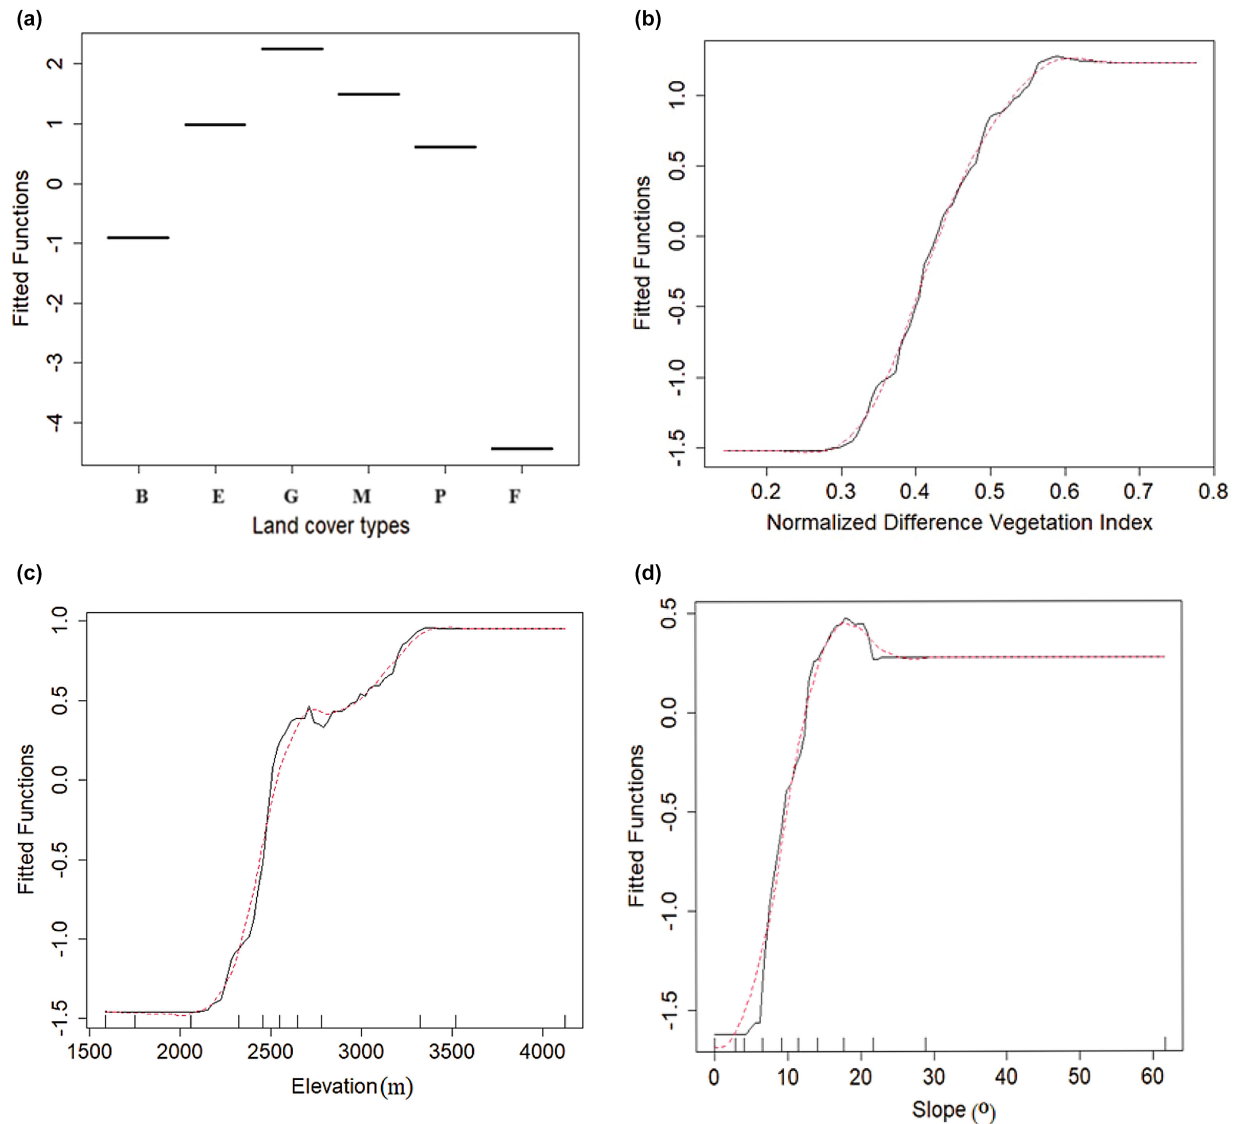 (a)
Fitted Functions
2
1
0
-1
-2
-3
-4
B E G M P F
Land cover types
(b)
Fitted Functions
1.0
0.5
0.0
-0.5
-1.0
-1.5
0.2 0.3 0.4 0.5 0.6 0.7 0.8
Normalized Difference Vegetation Index
(c)
Fitted Functions
1.0
0.5
0.0
-0.5
-1.0
-1.5
1500 2000 2500 3000 3500 4000
Elevation(m)
(d)
Fitted Functions
0.5
0.0
-0.5
-1.0
-1.5
0 10 20 30 40 50 60
Slope (º)